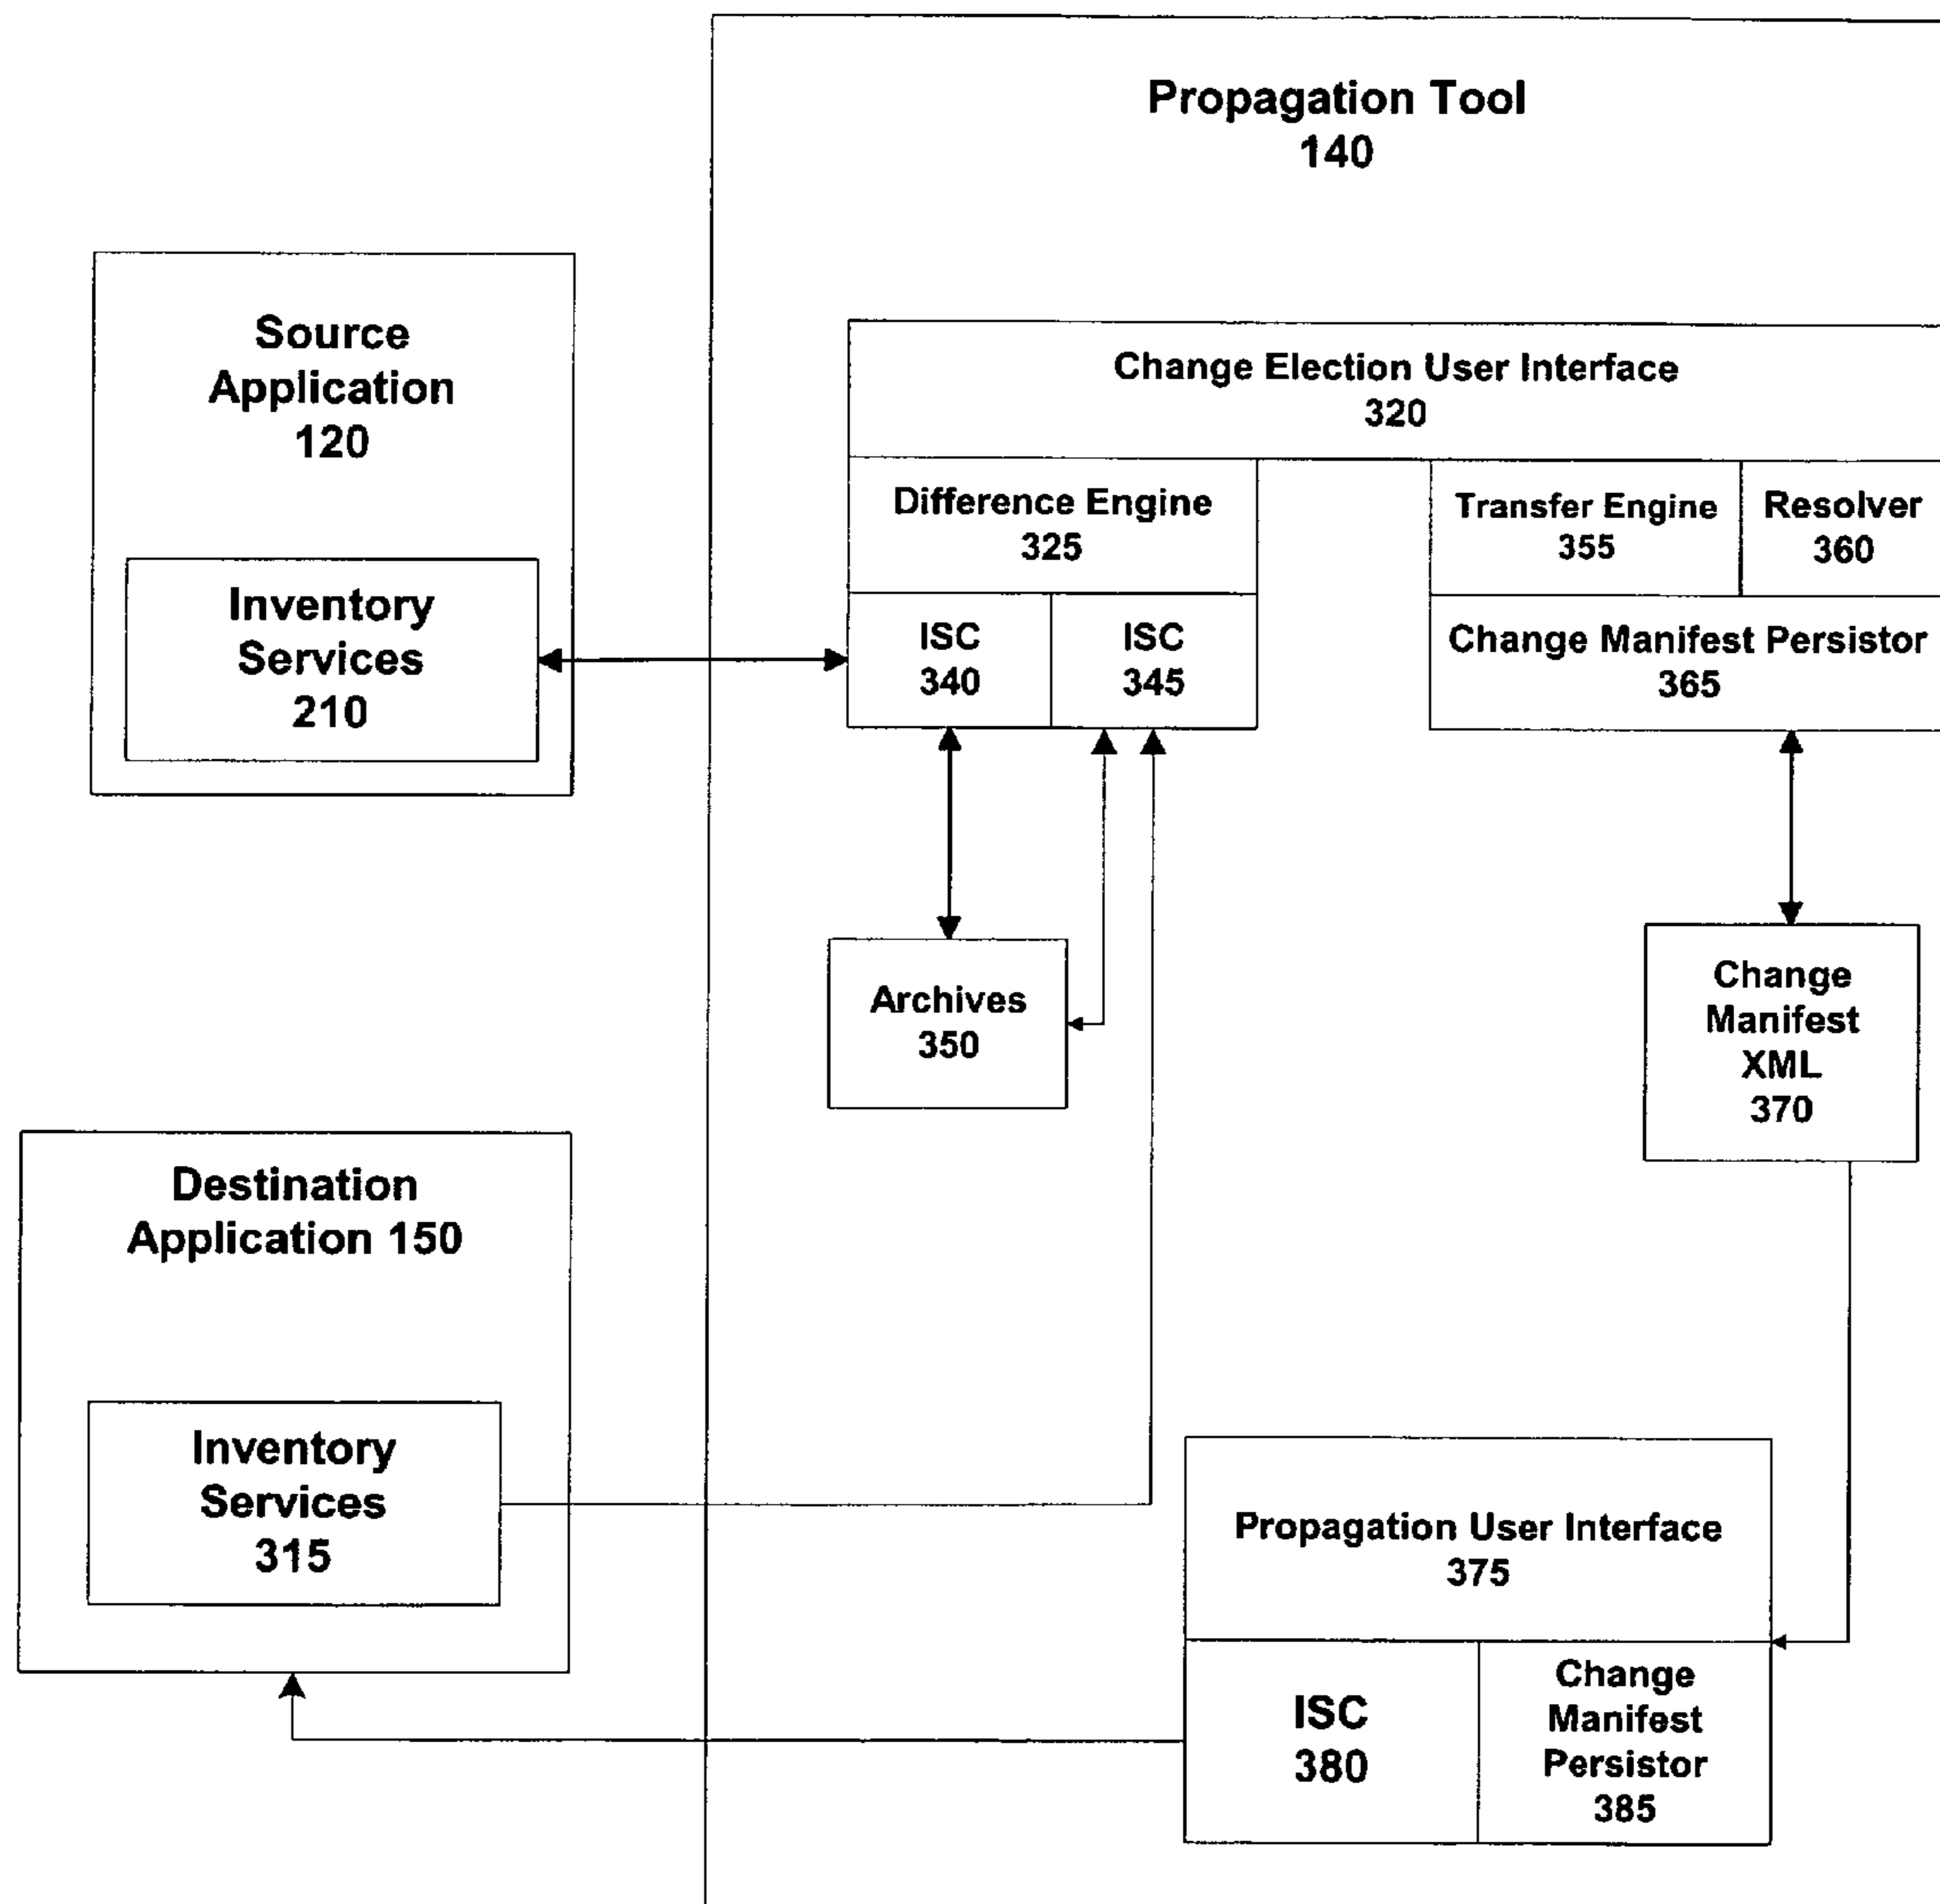 Propagation Tool
140
Source
Application
120
Inventory
Services
210
Change Election User Interface
320
Difference Engine
325
Transfer Engine
355
Resolver
360
ISC
340
ISC
345
Change Manifest Persistor
365
Archives
350
Change
Manifest
XML
370
Destination
Application 150
Inventory
Services
315
Propagation User Interface
375
ISC
380
Change
Manifest
Persistor
385